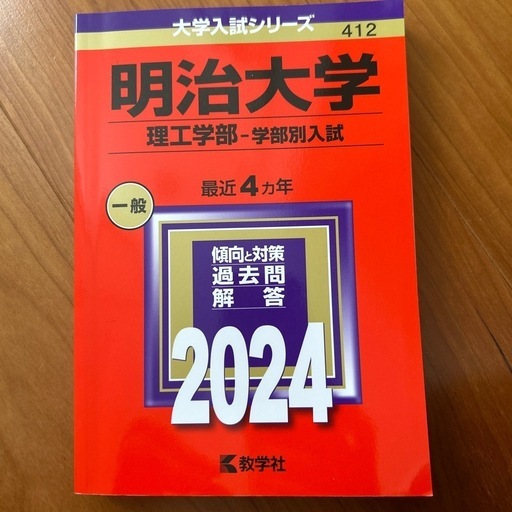 大学入試シリーズ
412
明治大学
理工学部-学部別入試
最近4カ年
一般
傾向と対策
過去問
解答
2024
教学社